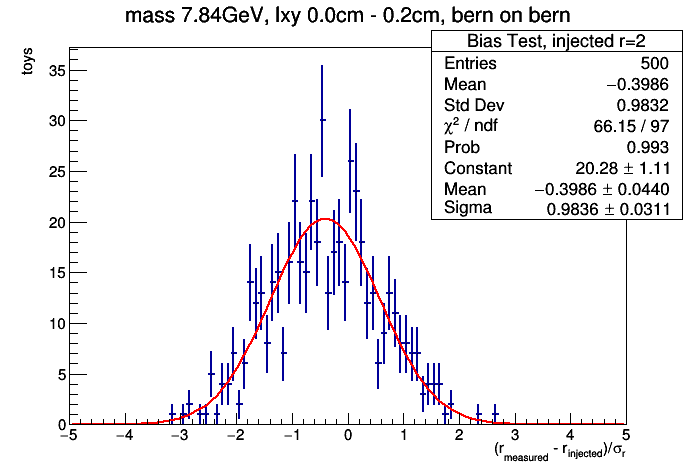 mass 7.84GeV, lxy 0.0cm - 0.2cm, bern on bern
Bias Test, injected r=2
Entries 500
Mean −0.3986
Std Dev 0.9832
χ² / ndf 66.15 / 97
Prob 0.993
Constant 20.28 ± 1.11
Mean −0.3986 ± 0.0440
Sigma 0.9836 ± 0.0311
toys
35
30
25
20
15
10
5
0
−5 −4 −3 −2 −1 0 1 2 3 4 5
(r_measured - r_injected)/σ_r